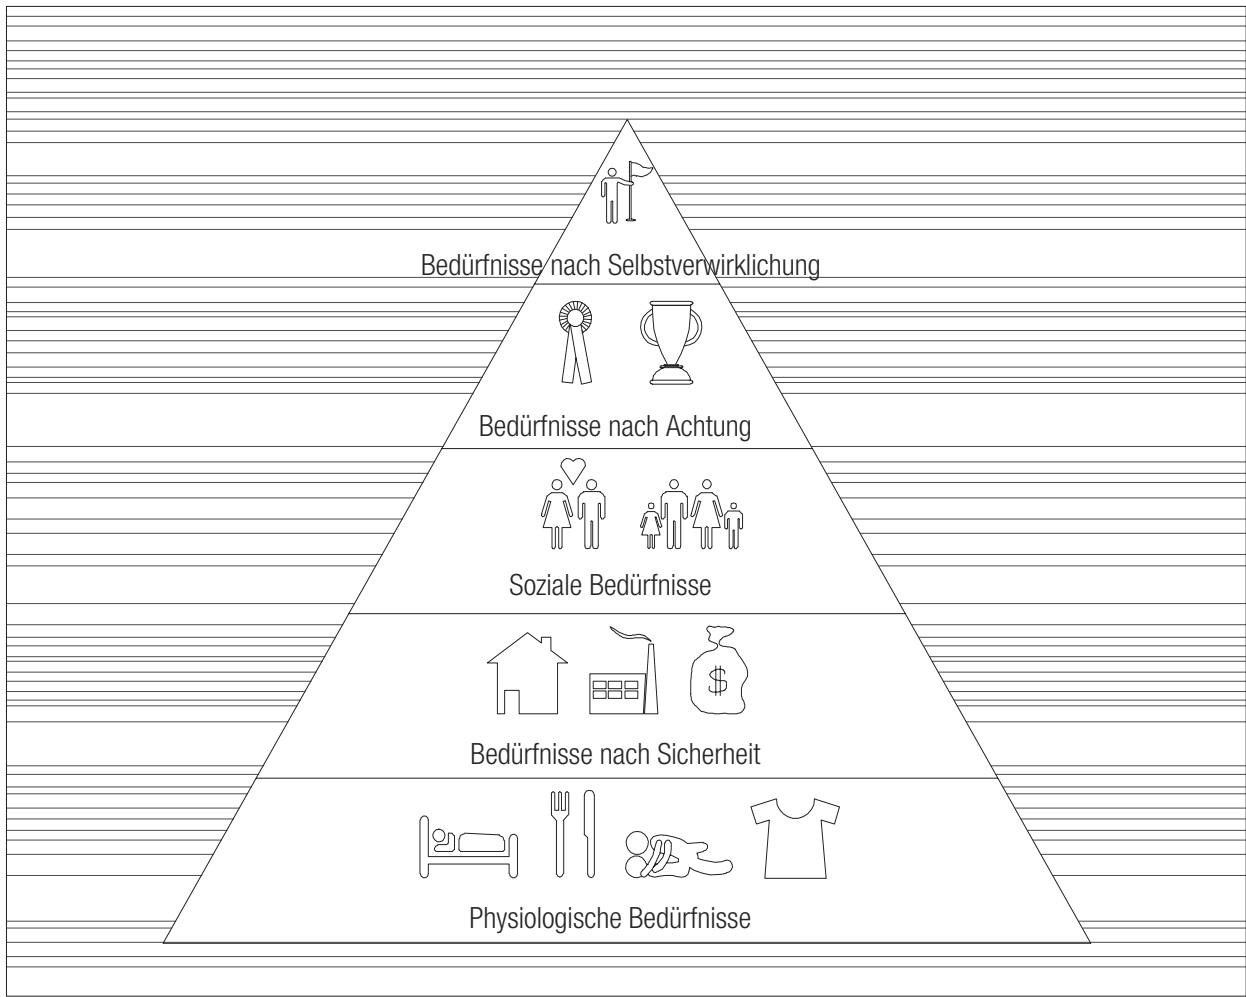 Bedürfnisse nach Selbstverwirklichung
Bedürfnisse nach Achtung
Soziale Bedürfnisse
$
Bedürfnisse nach Sicherheit
Physiologische Bedürfnisse